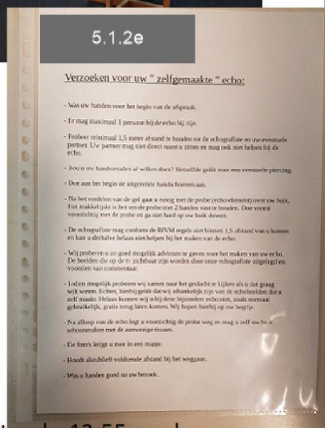 5.1.2e
Verzoeken voor uw " zelfgemaakte " echo:
- Was uw handen voor het begin van de afspraak.
- Er mag maximaal 1 persoon bij de echo bij zijn.
- Probeer minimaal 1,5 meter afstand te houden tot de echografiste en uw eventuele
partner. Uw partner mag niet direct naast u zitten en mag ook niet helpen bij de
echo.
- Zou u uw handsieraden af willen doen? Hetzelfde geldt voor een eventuele piercing.
- Doe aan het begin de uitgereikte handschoenen aan.
- Na het verdelen van de gel gaat u rustig met de probe (echo-element) over uw buik.
Het makkelijkst is het om de probe met 2 handen vast te houden. Doe vooral
voorzichtig met de probe en ga niet hard op uw buik duwen.
- De echografiste mag conform de RIVM regels niet binnen 1,5 afstand van u komen
en kan u derhalve helaas niet helpen bij het maken van de echo.
- Wij proberen u zo goed mogelijk adviezen te geven voor het maken van uw echo.
De beelden die op de tv zichtbaar zijn worden door onze echografiste uitgelegd en
voorzien van commentaar.
- Indien mogelijk proberen wij samen naar het geslacht te kijken als u dat graag
wilt weten. Echter, hierbij geldt dat wij afhankelijk zijn van de echobeelden die u
zelf maakt. Helaas kunnen wij u bij deze bijzondere echo niet, zoals normaal
gebruikelijk, gratis terug laten komen. Wij hopen hierbij op uw begrip.
- Na afloop van de echo legt u voorzichtig de probe weg en mag u zelf uw buik
schoonmaken met de aanwezige tissues.
- De foto's krijgt u mee in een mapje.
- Houdt alstublieft voldoende afstand bij het weggaan.
- Was u handen goed na uw bezoek.